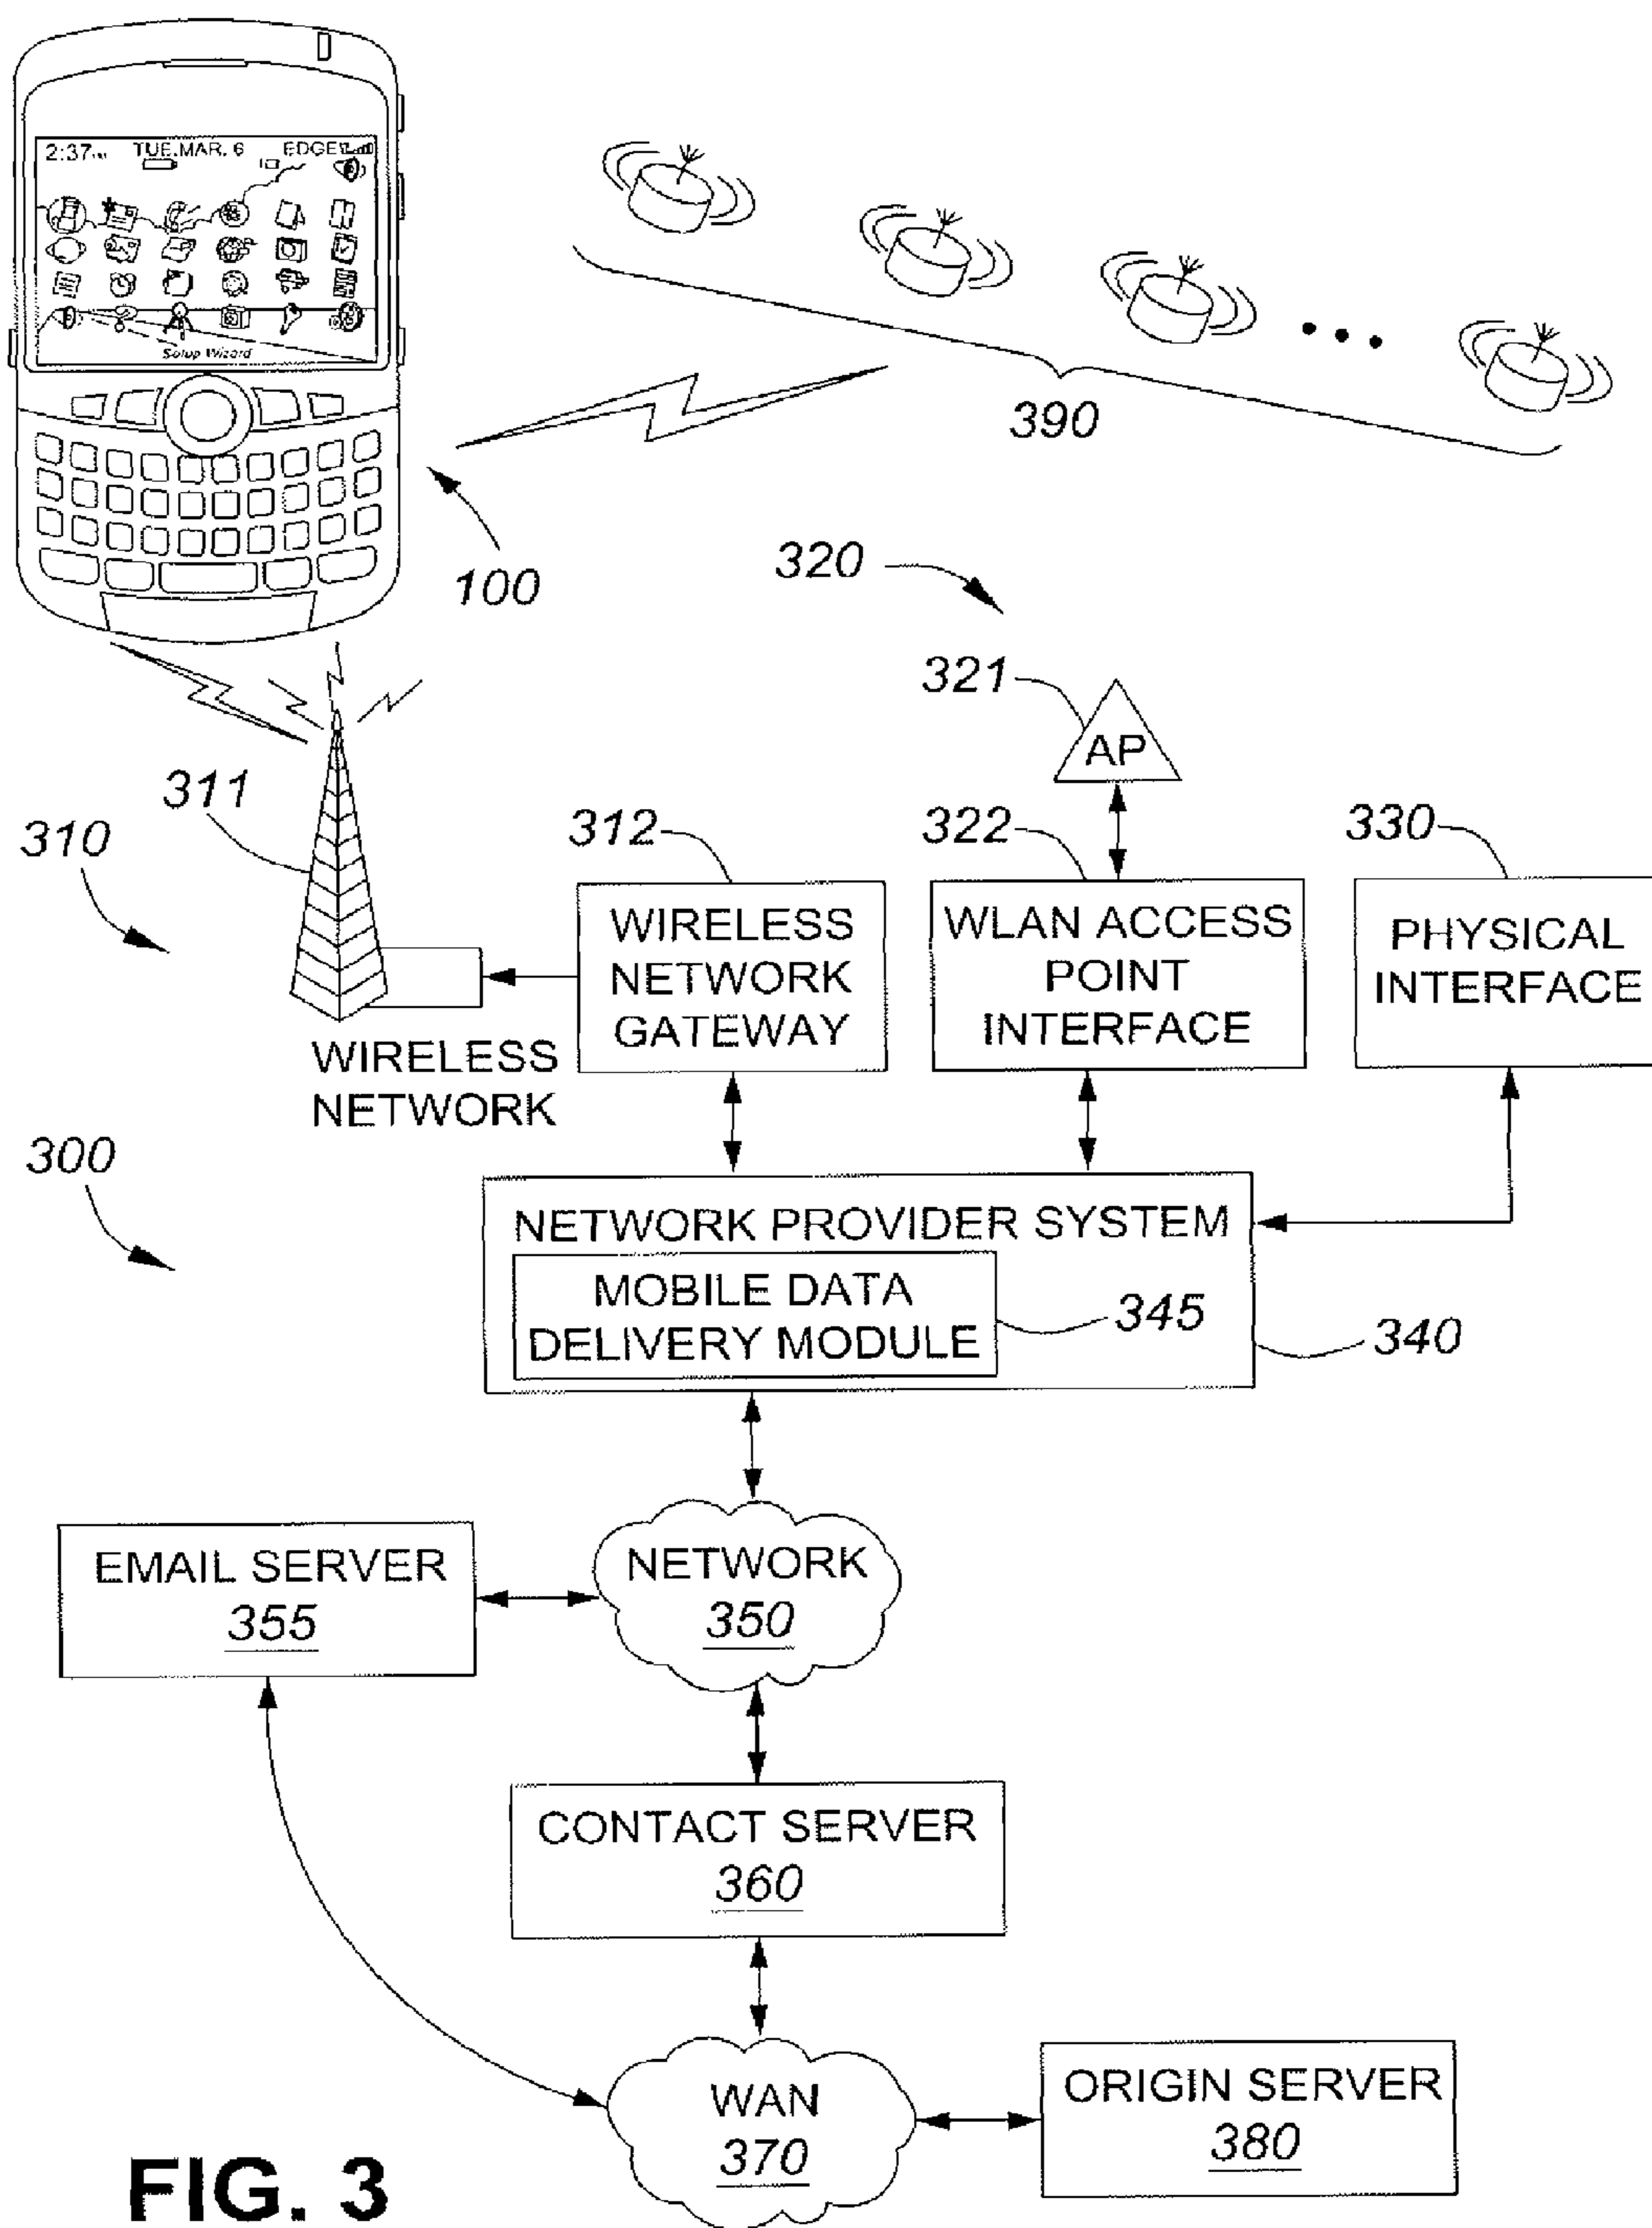 2:37
TUE.MAR. 6
EDGE
Setup Wizard
390
100
320
321
AP
311
310
312
322
330
WIRELESS
NETWORK
GATEWAY
WLAN ACCESS
POINT
INTERFACE
PHYSICAL
INTERFACE
WIRELESS
NETWORK
300
NETWORK PROVIDER SYSTEM
MOBILE DATA
DELIVERY MODULE
345
340
EMAIL SERVER
355
NETWORK
350
CONTACT SERVER
360
WAN
370
ORIGIN SERVER
380
FIG. 3